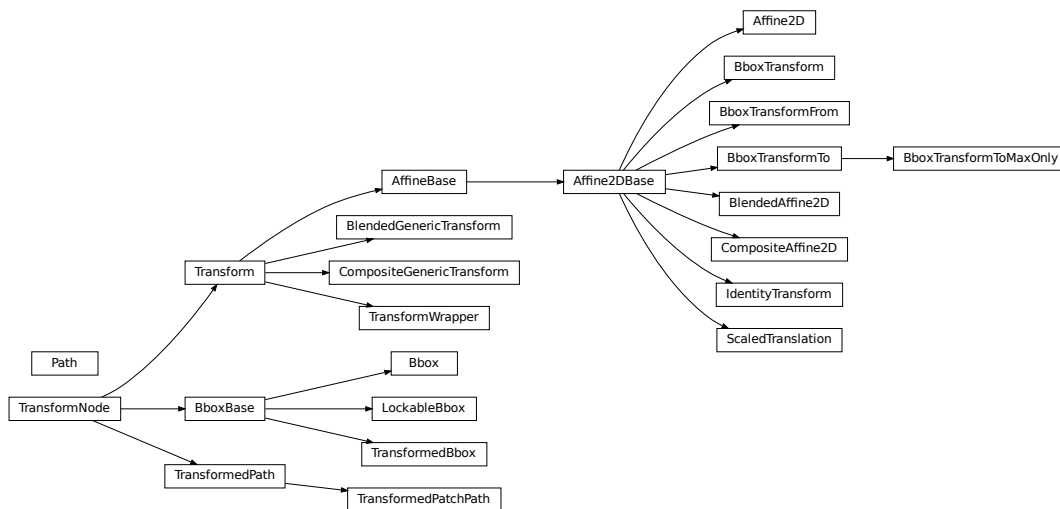 Affine2D
BboxTransform
BboxTransformFrom
BboxTransformTo
BboxTransformToMaxOnly
AffineBase
Affine2DBase
BlendedAffine2D
BlendedGenericTransform
CompositeAffine2D
Transform
CompositeGenericTransform
IdentityTransform
TransformWrapper
ScaledTranslation
Path
Bbox
TransformNode
BboxBase
LockableBbox
TransformedBbox
TransformedPath
TransformedPatchPath